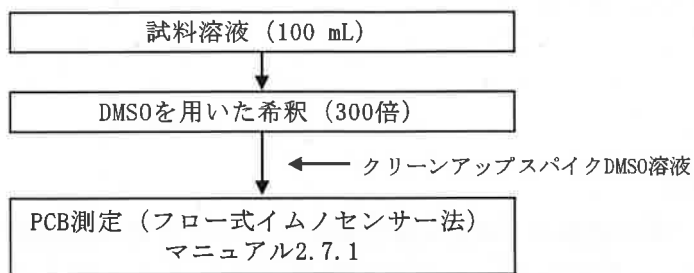 試料溶液 (100 mL)
DMSOを用いた希釈 (300倍)
クリーンアップスパイクDMSO溶液
PCB測定 (フロー式イムノセンサー法)
マニュアル2.7.1